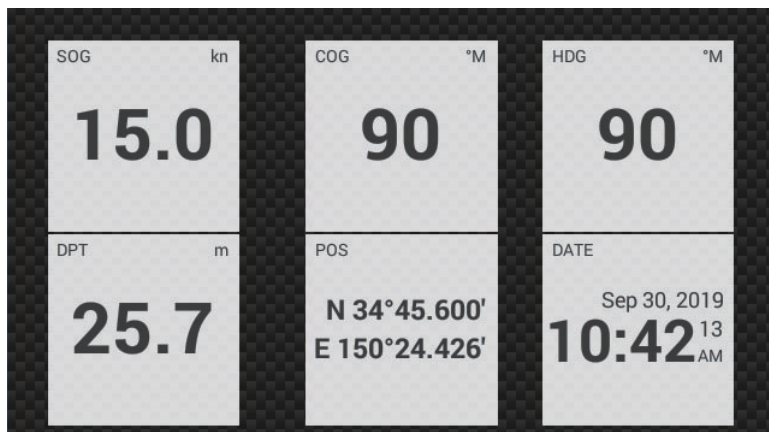 SOG kn
15.0
COG °M
90
HDG °M
90
DPT m
25.7
POS
N 34°45.600'
E 150°24.426'
DATE
Sep 30, 2019
10:42 13 AM